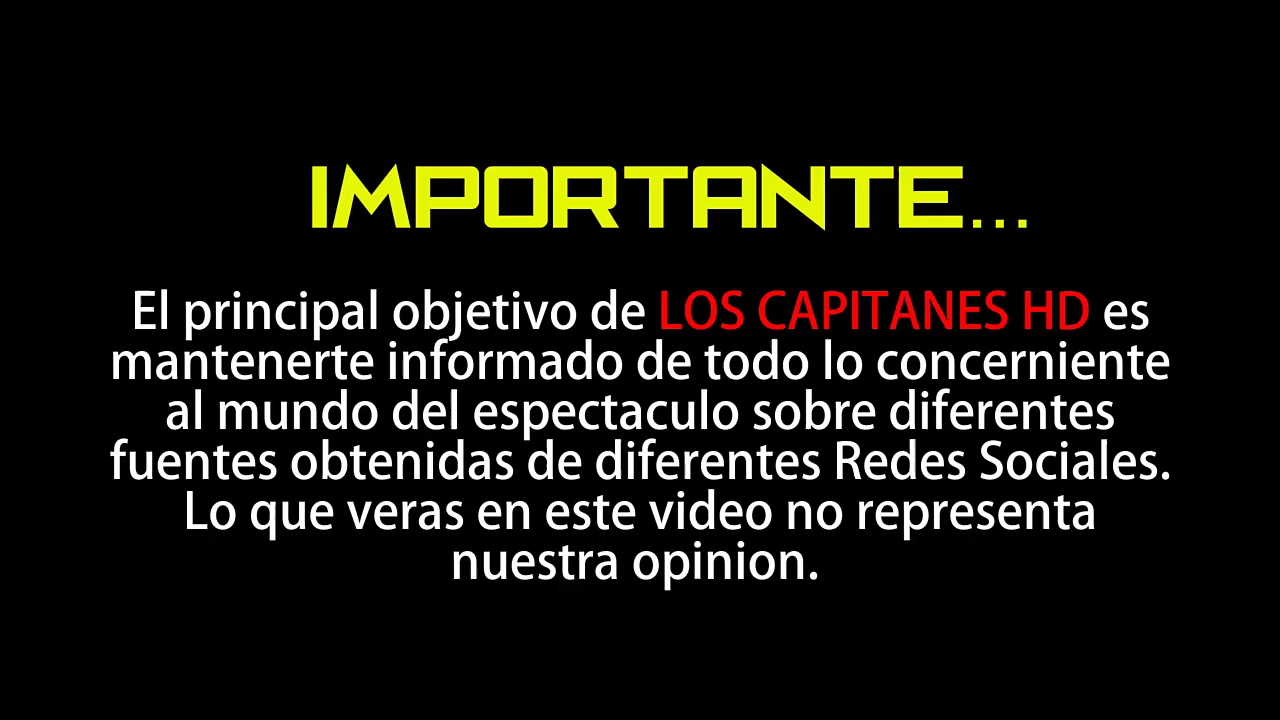 IMPORTANTE...
El principal objetivo de LOS CAPITANES HD es
mantenerte informado de todo lo concerniente
al mundo del espectaculo sobre diferentes
fuentes obtenidas de diferentes Redes Sociales.
Lo que veras en este video no representa
nuestra opinion.